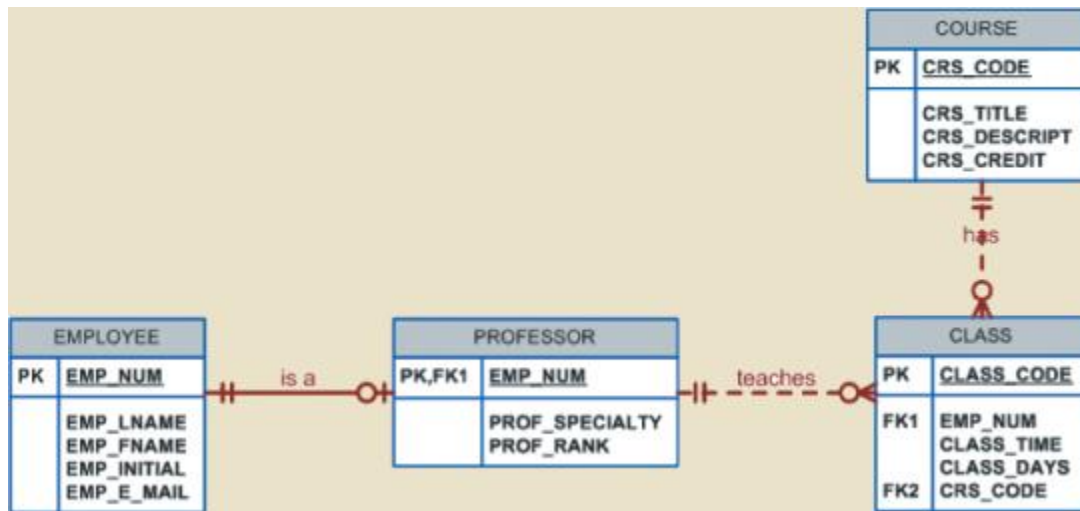 COURSE
PK CRS_CODE
CRS_TITLE
CRS_DESCRIPT
CRS_CREDIT
has
EMPLOYEE
PK EMP_NUM
EMP_LNAME
EMP_FNAME
EMP_INITIAL
EMP_E_MAIL
is a
PROFESSOR
PK,FK1 EMP_NUM
PROF_SPECIALTY
PROF_RANK
teaches
CLASS
PK CLASS_CODE
FK1 EMP_NUM
CLASS_TIME
CLASS_DAYS
FK2 CRS_CODE